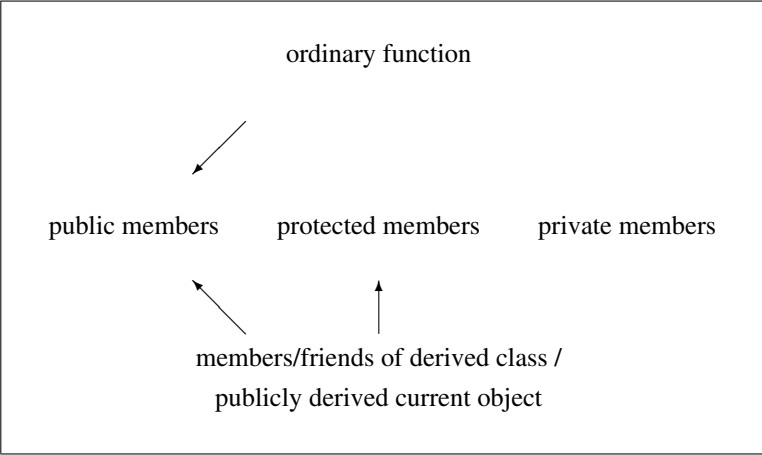 ordinary function
public members protected members private members
members/friends of derived class /
publicly derived current object